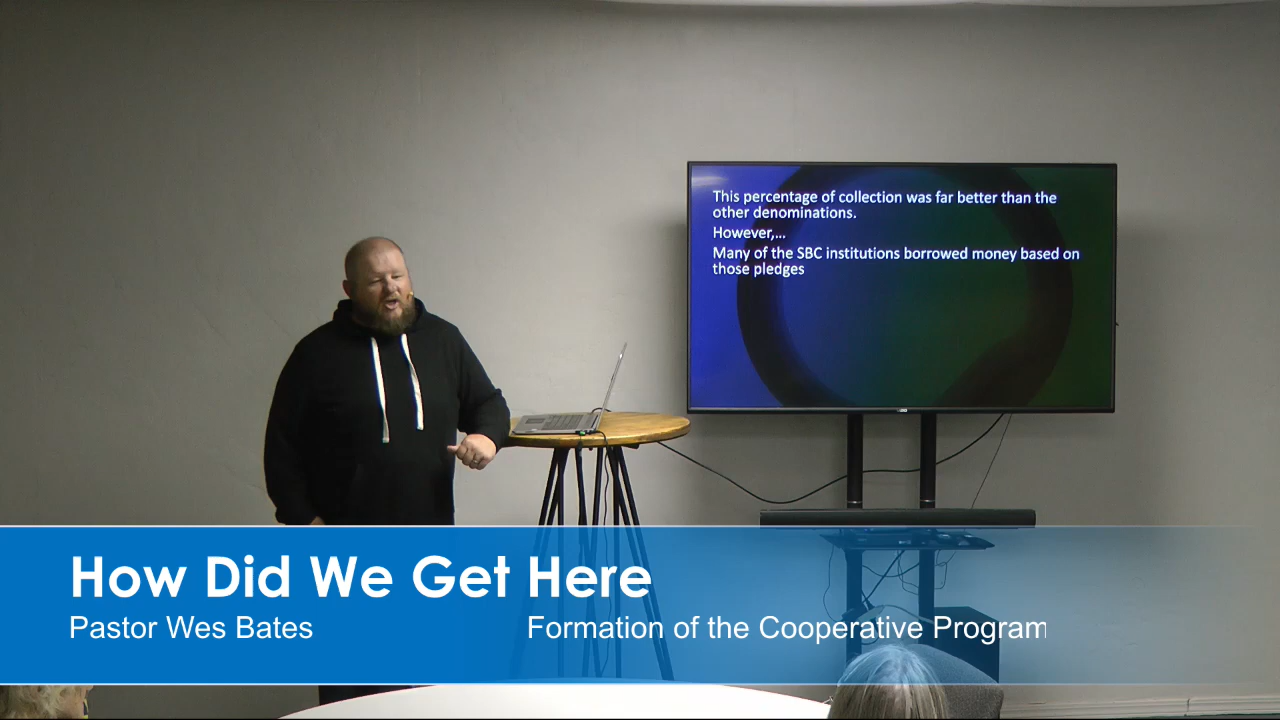 This percentage of collection was far better than the
other denominations.
However,...
Many of the SBC institutions borrowed money based on
those pledges
How Did We Get Here
Pastor Wes Bates
Formation of the Cooperative Program